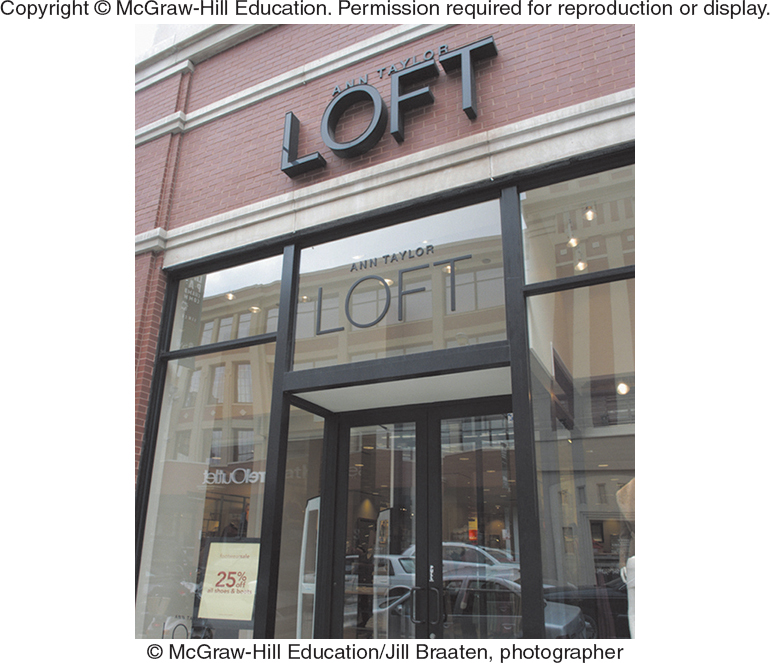 Copyright © McGraw-Hill Education. Permission required for reproduction or display.
ANN TAYLOR
LOFT
ANN TAYLOR
LOFT
25%
off
all shoes &
© McGraw-Hill Education/Jill Braaten, photographer